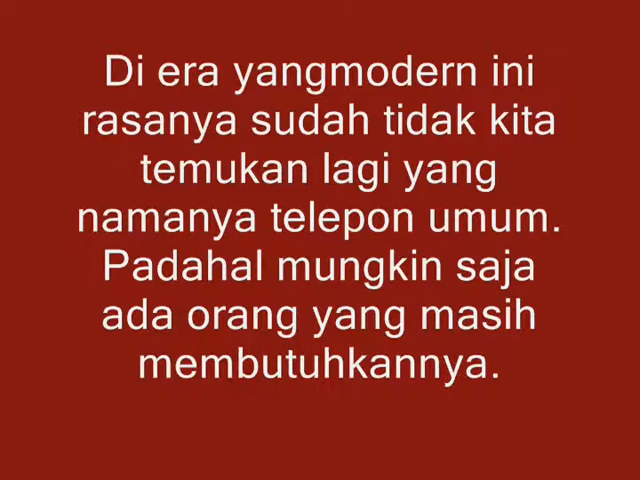 Di era yangmodern ini
rasanya sudah tidak kita
temukan lagi yang
namanya telepon umum.
Padahal mungkin saja
ada orang yang masih
membutuhkannya.